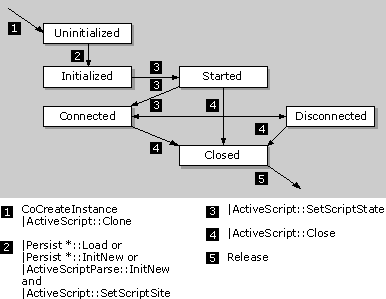 1
Uninitialized
2
Initialized
3
Started
3
Connected
3
4
Disconnected
4
4
Closed
5
1 CoCreateInstance
|ActiveScript::Clone
2 |Persist *::Load or
|Persist *::InitNew or
|ActiveScriptParse::InitNew
and
|ActiveScript::SetScriptSite
3 |ActiveScript::SetScriptState
4 |ActiveScript::Close
5 Release